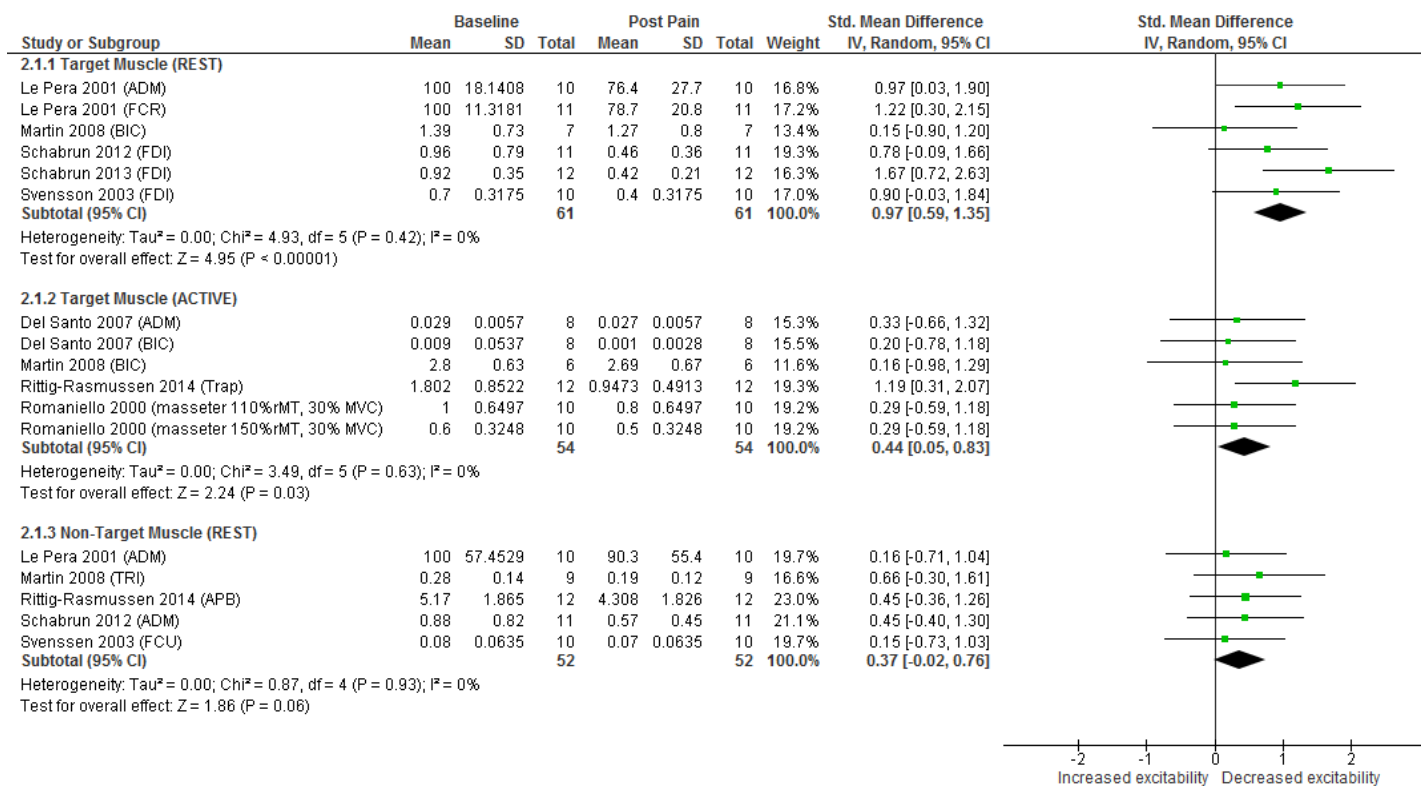 Baseline Post Pain Std. Mean Difference Std. Mean Difference
Study or Subgroup Mean SD Total Mean SD Total Weight IV, Random, 95% CI IV, Random, 95% CI
2.1.1 Target Muscle (REST)
Le Pera 2001 (ADM) 100 18.1408 10 76.4 27.7 10 16.8% 0.97 [0.03, 1.90]
Le Pera 2001 (FCR) 100 11.3181 11 78.7 20.8 11 17.2% 1.22 [0.30, 2.15]
Martin 2008 (BIC) 1.39 0.73 7 1.27 0.8 7 13.4% 0.15 [-0.90, 1.20]
Schabrun 2012 (FDI) 0.96 0.79 11 0.46 0.36 11 19.3% 0.78 [-0.09, 1.66]
Schabrun 2013 (FDI) 0.92 0.35 12 0.42 0.21 12 16.3% 1.67 [0.72, 2.63]
Svensson 2003 (FDI) 0.7 0.3175 10 0.4 0.3175 10 17.0% 0.90 [-0.03, 1.84]
Subtotal (95% CI) 61 61 100.0% 0.97 [0.59, 1.35]
Heterogeneity: Tau² = 0.00; Chi² = 4.93, df = 5 (P = 0.42); I² = 0%
Test for overall effect: Z = 4.95 (P < 0.00001)
2.1.2 Target Muscle (ACTIVE)
Del Santo 2007 (ADM) 0.029 0.0057 8 0.027 0.0057 8 15.3% 0.33 [-0.66, 1.32]
Del Santo 2007 (BIC) 0.009 0.0537 8 0.001 0.0028 8 15.5% 0.20 [-0.78, 1.18]
Martin 2008 (BIC) 2.8 0.63 6 2.69 0.67 6 11.6% 0.16 [-0.98, 1.29]
Rittig-Rasmussen 2014 (Trap) 1.802 0.8522 12 0.9473 0.4913 12 19.3% 1.19 [0.31, 2.07]
Romaniello 2000 (masseter 110%rMT, 30% MVC) 1 0.6497 10 0.8 0.6497 10 19.2% 0.29 [-0.59, 1.18]
Romaniello 2000 (masseter 150%rMT, 30% MVC) 0.6 0.3248 10 0.5 0.3248 10 19.2% 0.29 [-0.59, 1.18]
Subtotal (95% CI) 54 54 100.0% 0.44 [0.05, 0.83]
Heterogeneity: Tau² = 0.00; Chi² = 3.49, df = 5 (P = 0.63); I² = 0%
Test for overall effect: Z = 2.24 (P = 0.03)
2.1.3 Non-Target Muscle (REST)
Le Pera 2001 (ADM) 100 57.4529 10 90.3 55.4 10 19.7% 0.16 [-0.71, 1.04]
Martin 2008 (TRI) 0.28 0.14 9 0.19 0.12 9 16.6% 0.66 [-0.30, 1.61]
Rittig-Rasmussen 2014 (APB) 5.17 1.865 12 4.308 1.826 12 23.0% 0.45 [-0.36, 1.26]
Schabrun 2012 (ADM) 0.88 0.82 11 0.57 0.45 11 21.1% 0.45 [-0.40, 1.30]
Svenssen 2003 (FCU) 0.08 0.0635 10 0.07 0.0635 10 19.7% 0.15 [-0.73, 1.03]
Subtotal (95% CI) 52 52 100.0% 0.37 [-0.02, 0.76]
Heterogeneity: Tau² = 0.00; Chi² = 0.87, df = 4 (P = 0.93); I² = 0%
Test for overall effect: Z = 1.86 (P = 0.06)
-2 -1 0 1 2
Increased excitability Decreased excitability